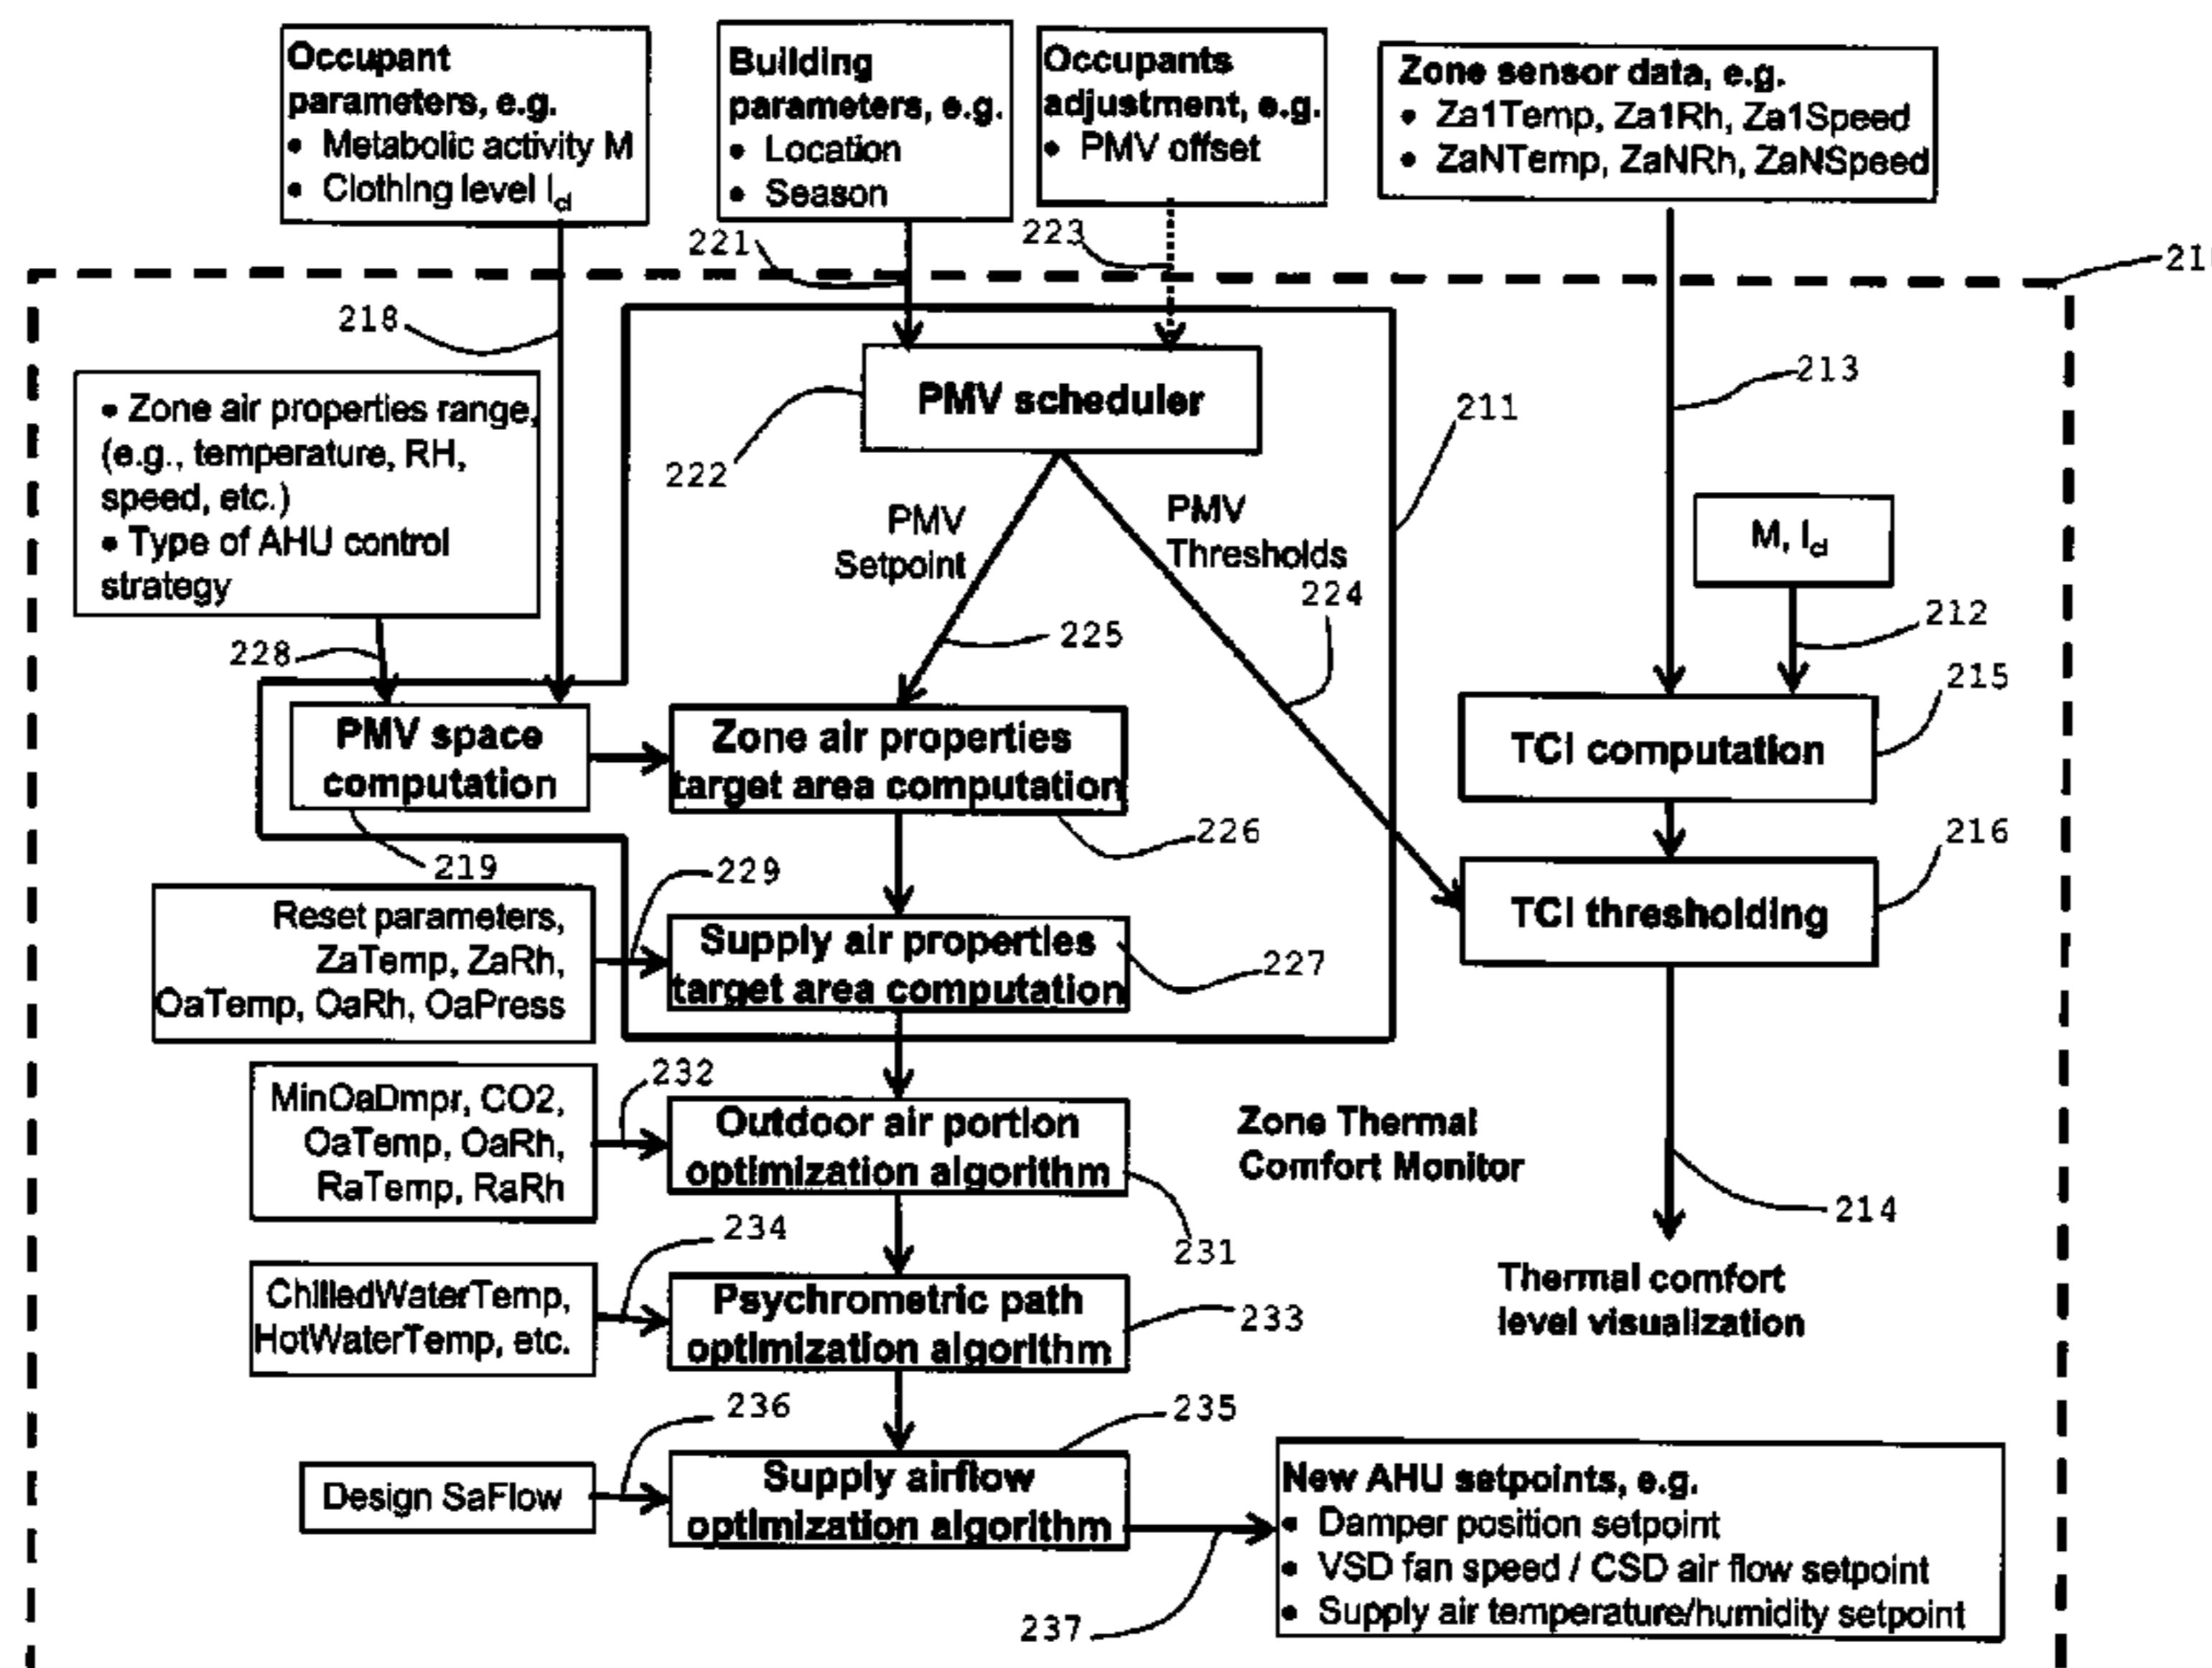 Occupant
parameters, e.g.
• Metabolic activity M
• Clothing level Icl
Building
parameters, e.g.
• Location
• Season
Occupants
adjustment, e.g.
• PMV offset
Zone sensor data, e.g.
• Za1Temp, Za1Rh, Za1Speed
• ZaNTemp, ZaNRh, ZaNSpeed
221
223
21
218
• Zone air properties range,
(e.g., temperature, RH,
speed, etc.)
• Type of AHU control
strategy
PMV scheduler
222
211
213
PMV
Setpoint
PMV
Thresholds
224
225
M, Icl
212
228
PMV space
computation
219
Zone air properties
target area computation
226
TCI computation
215
TCI thresholding
216
Reset parameters,
ZaTemp, ZaRh,
OaTemp, OaRh, OaPress
229
Supply air properties
target area computation
227
MinOaDmpr, CO2,
OaTemp, OaRh,
RaTemp, RaRh
232
Outdoor air portion
optimization algorithm
231
Zone Thermal
Comfort Monitor
214
Thermal comfort
level visualization
ChilledWaterTemp,
HotWaterTemp, etc.
234
Psychrometric path
optimization algorithm
233
Design SaFlow
236
Supply airflow
optimization algorithm
235
237
New AHU setpoints, e.g.
• Damper position setpoint
• VSD fan speed / CSD air flow setpoint
• Supply air temperature/humidity setpoint